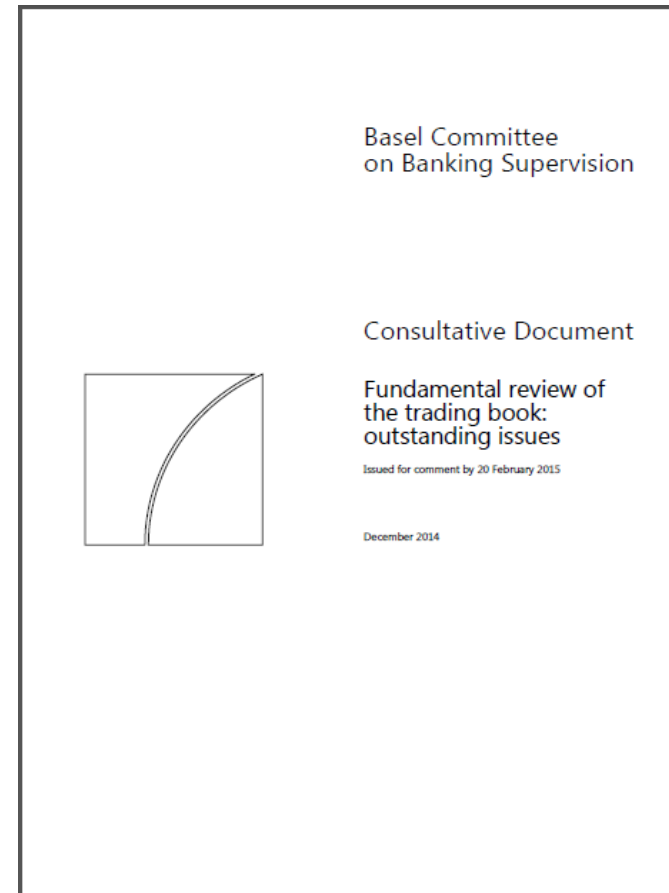 Basel Committee
on Banking Supervision
Consultative Document
Fundamental review of
the trading book:
outstanding issues
Issued for comment by 20 February 2015
December 2014